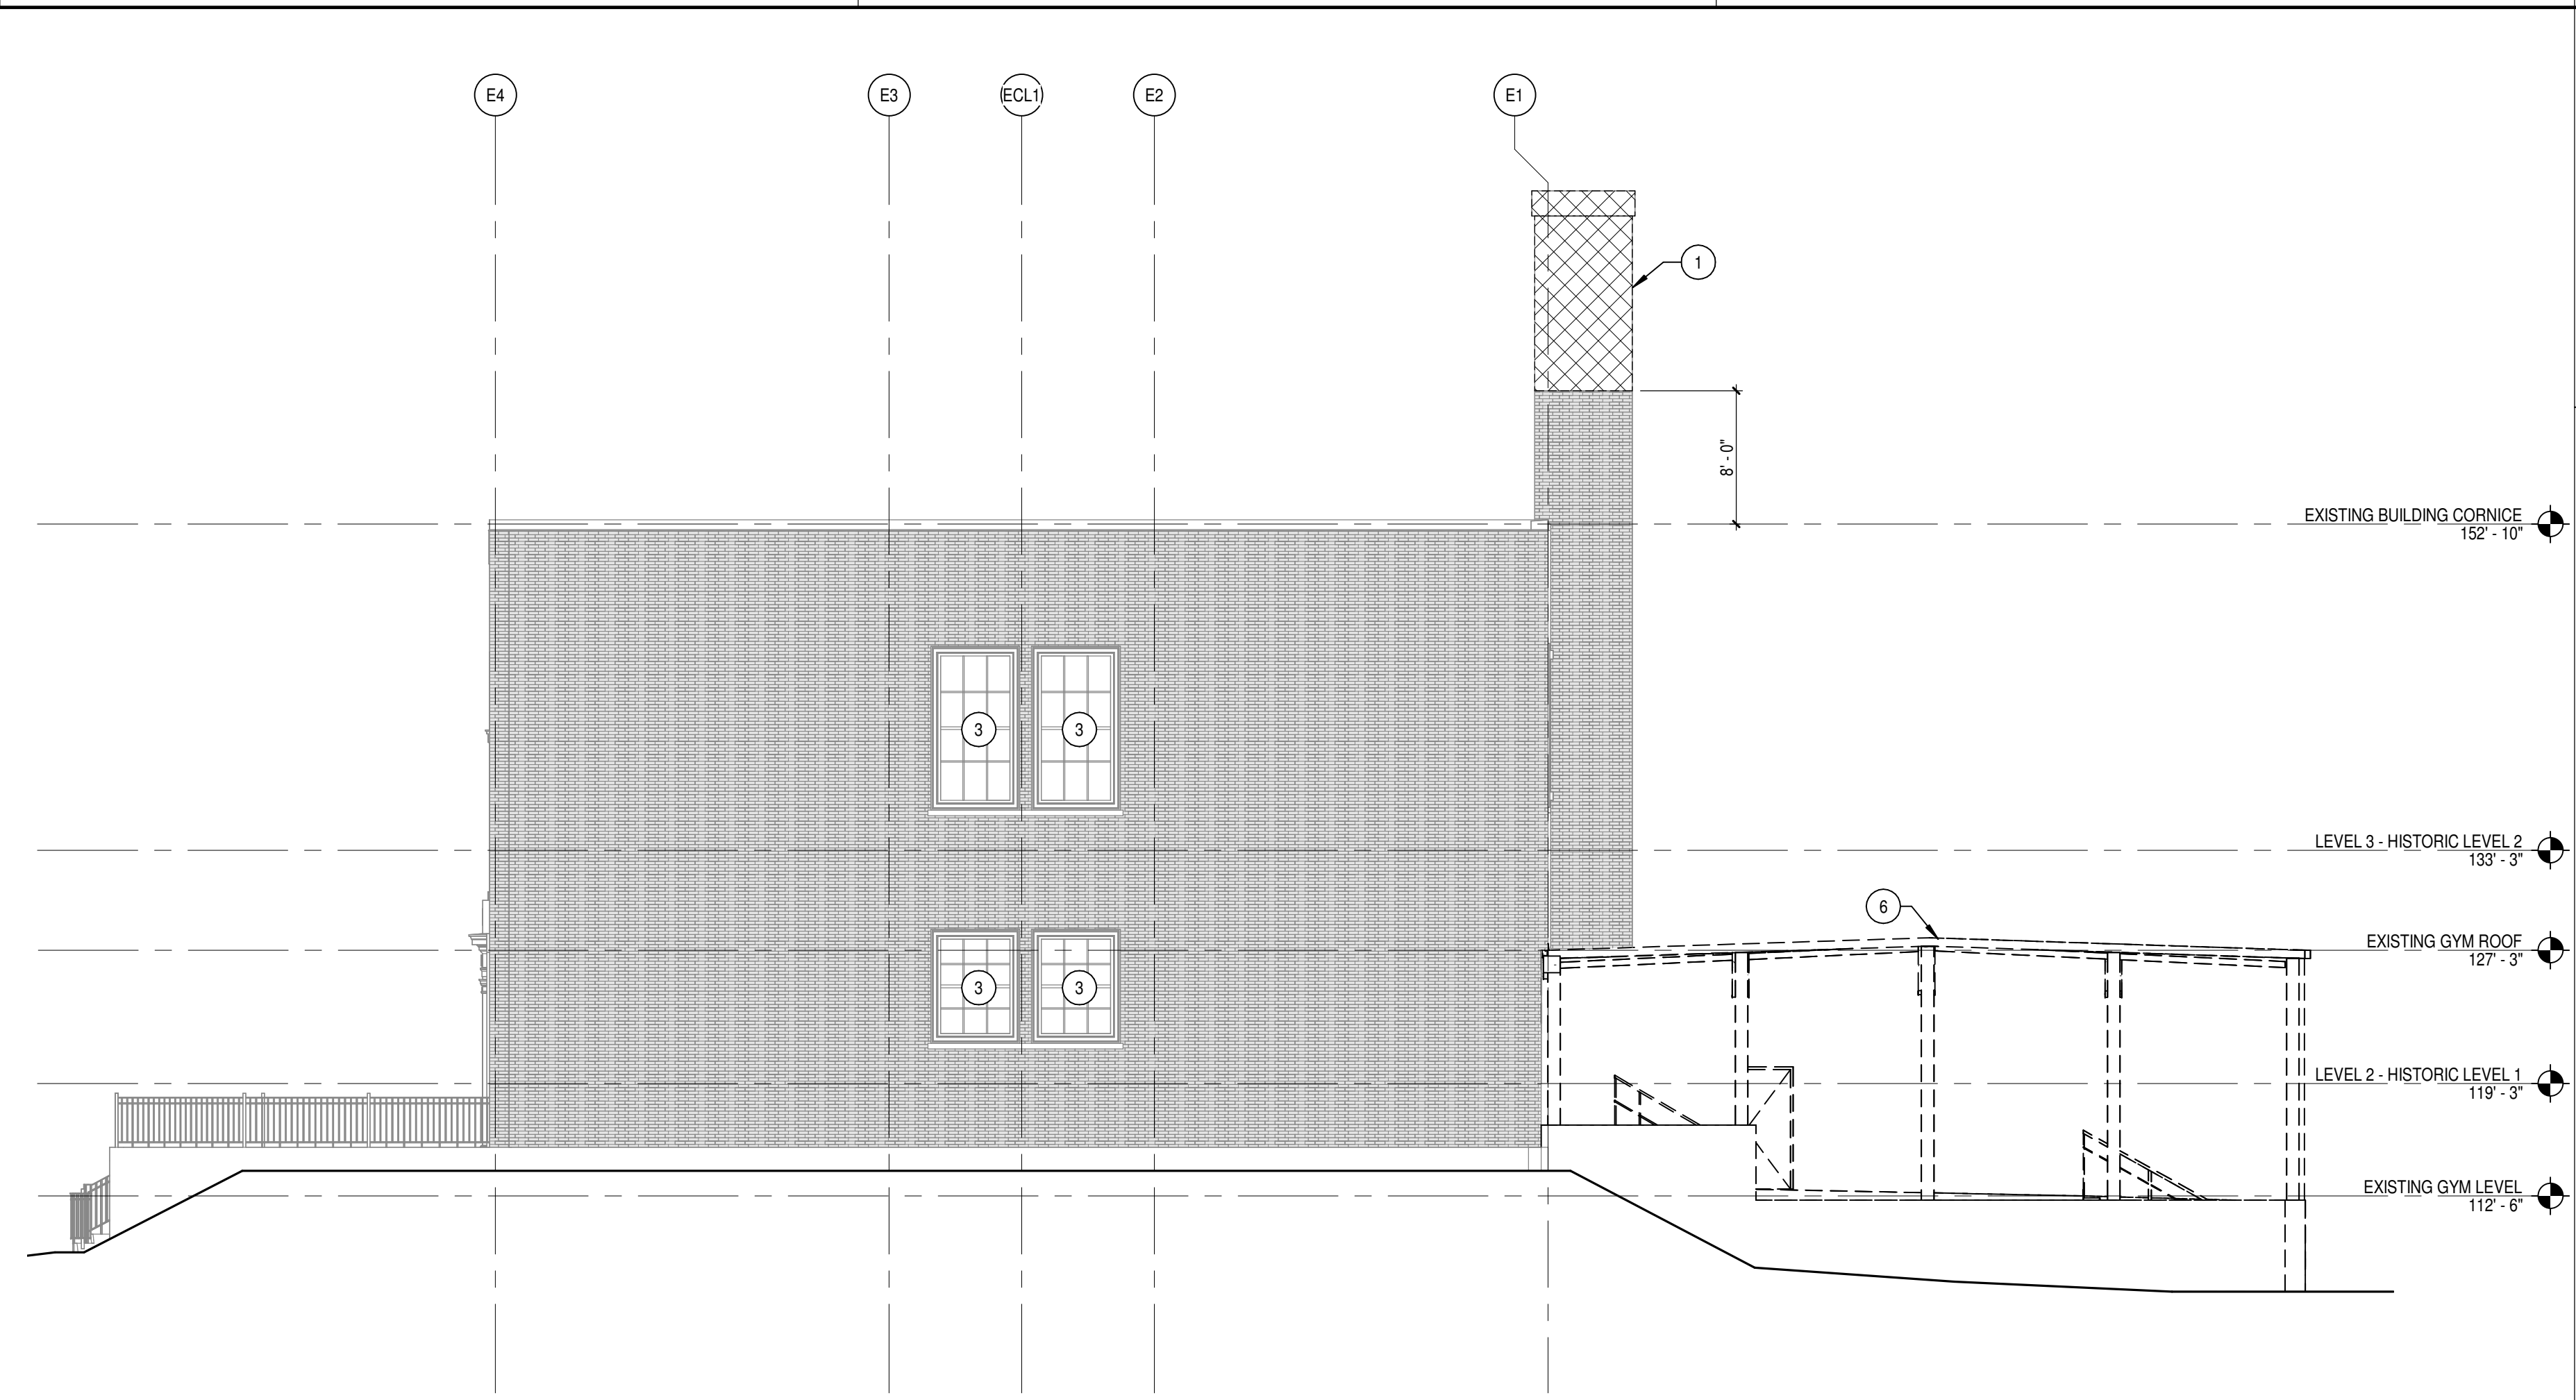 E4
E3
ECL1
E2
E1
1
8' - 0"
EXISTING BUILDING CORNICE
152' - 10"
3
3
LEVEL 3 - HISTORIC LEVEL 2
133' - 3"
6
EXISTING GYM ROOF
127' - 3"
3
3
LEVEL 2 - HISTORIC LEVEL 1
119' - 3"
EXISTING GYM LEVEL
112' - 6"